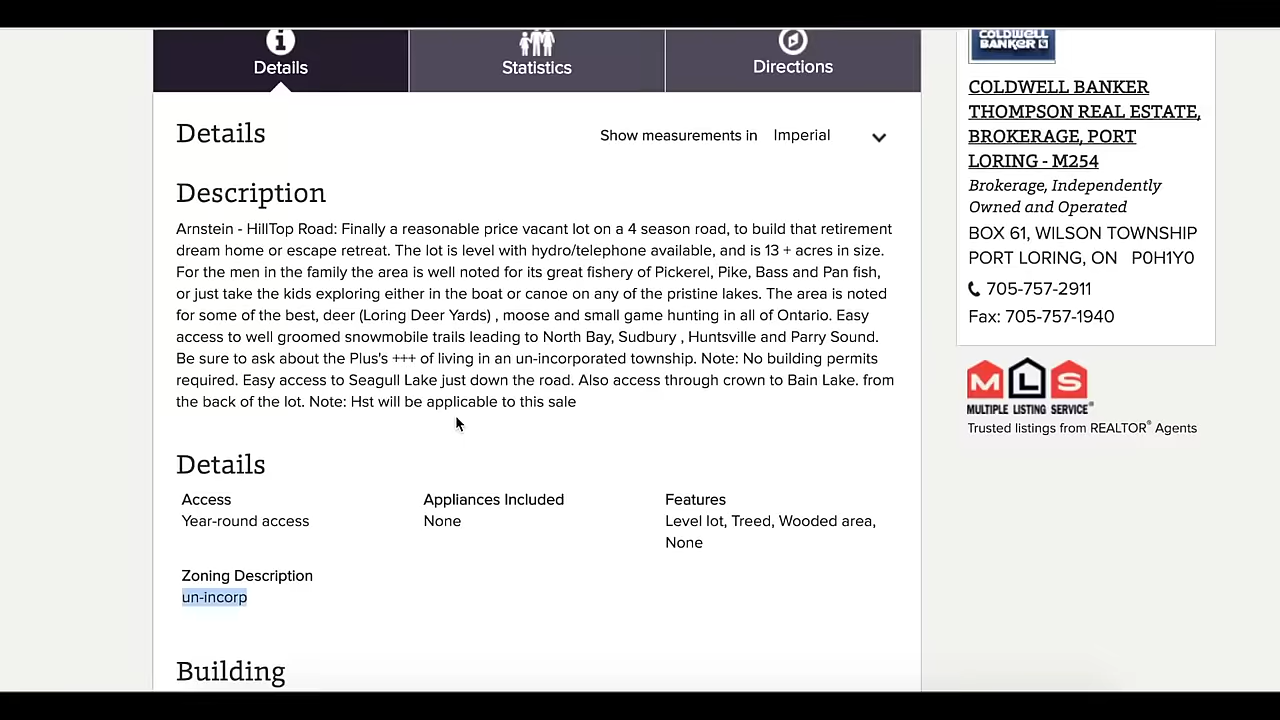 Details
Statistics
Directions
Details
Show measurements in Imperial
Description
Arnstein - HillTop Road: Finally a reasonable price vacant lot on a 4 season road, to build that retirement
dream home or escape retreat. The lot is level with hydro/telephone available, and is 13 + acres in size.
For the men in the family the area is well noted for its great fishery of Pickerel, Pike, Bass and Pan fish,
or just take the kids exploring either in the boat or canoe on any of the pristine lakes. The area is noted
for some of the best, deer (Loring Deer Yards) , moose and small game hunting in all of Ontario. Easy
access to well groomed snowmobile trails leading to North Bay, Sudbury , Huntsville and Parry Sound.
Be sure to ask about the Plus's +++ of living in an un-incorporated township. Note: No building permits
required. Easy access to Seagull Lake just down the road. Also access through crown to Bain Lake. from
the back of the lot. Note: Hst will be applicable to this sale
Details
Access
Year-round access
Appliances Included
None
Features
Level lot, Treed, Wooded area,
None
Zoning Description
un-incorp
Building
COLDWELL
BANKER
COLDWELL BANKER
THOMPSON REAL ESTATE,
BROKERAGE, PORT
LORING - M254
Brokerage, Independently
Owned and Operated
BOX 61, WILSON TOWNSHIP
PORT LORING, ON P0H1Y0
705-757-2911
Fax: 705-757-1940
MLS
MULTIPLE LISTING SERVICE®
Trusted listings from REALTOR® Agents